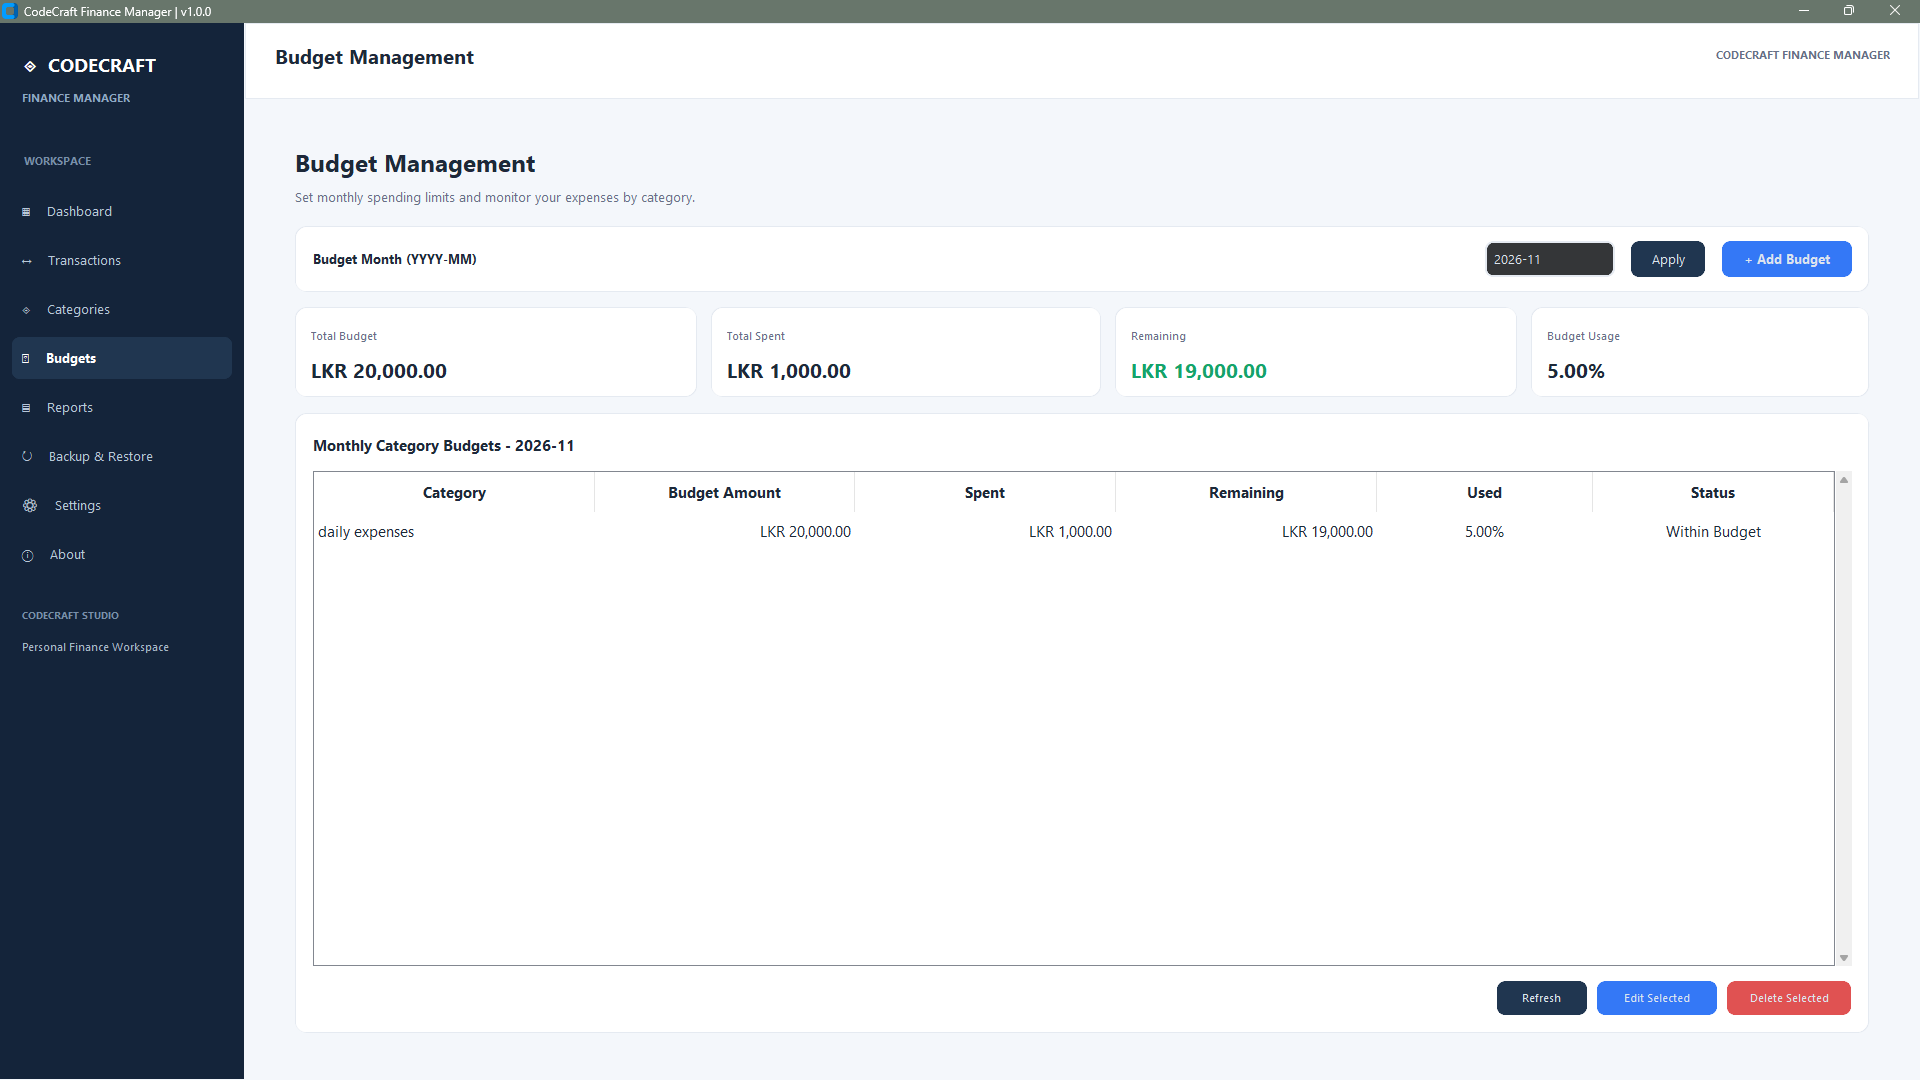 CodeCraft Finance Manager | v1.0.0
CODECRAFT
FINANCE MANAGER
WORKSPACE
Dashboard
Transactions
Categories
Budgets
Reports
Backup & Restore
Settings
About
CODECRAFT STUDIO
Personal Finance Workspace
Budget Management
CODECRAFT FINANCE MANAGER
Budget Management
Set monthly spending limits and monitor your expenses by category.
Budget Month (YYYY-MM)
2026-11
Apply
+ Add Budget
Total Budget
LKR 20,000.00
Total Spent
LKR 1,000.00
Remaining
LKR 19,000.00
Budget Usage
5.00%
Monthly Category Budgets - 2026-11
Category Budget Amount Spent Remaining Used Status
daily expenses LKR 20,000.00 LKR 1,000.00 LKR 19,000.00 5.00% Within Budget
Refresh
Edit Selected
Delete Selected